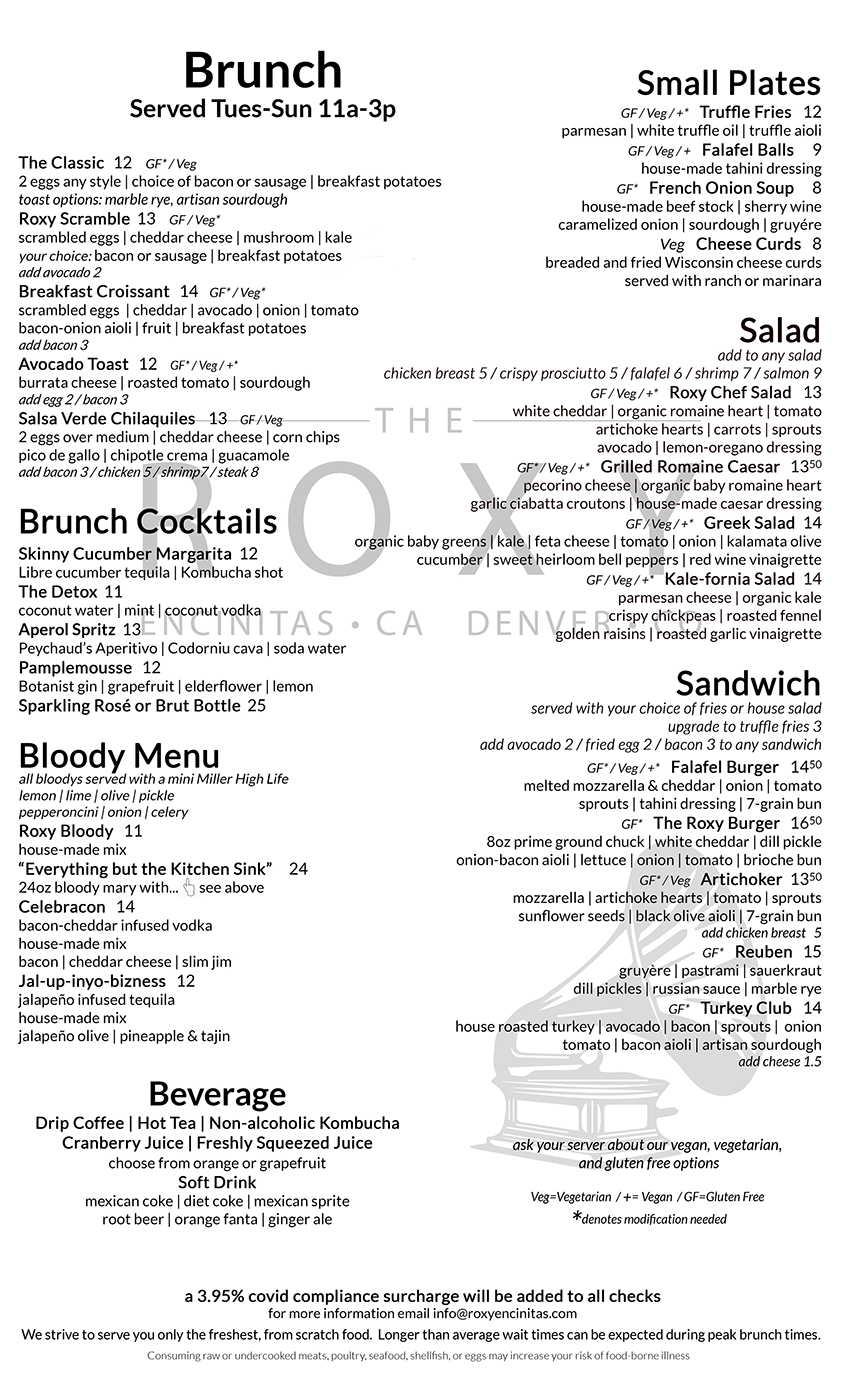 Brunch
Served Tues-Sun 11a-3p
The Classic 12 GF*/Veg
2 eggs any style | choice of bacon or sausage | breakfast potatoes
toast options: marble rye, artisan sourdough
Roxy Scramble 13 GF/Veg*
scrambled eggs | cheddar cheese | mushroom | kale
your choice: bacon or sausage | breakfast potatoes
add avocado 2
Breakfast Croissant 14 GF*/Veg*
scrambled eggs | cheddar | avocado | onion | tomato
bacon-onion aioli | fruit | breakfast potatoes
add bacon 3
Avocado Toast 12 GF*/Veg/+*
burrata cheese | roasted tomato | sourdough
add egg 2 / bacon 3
Salsa Verde Chilaquiles 13 GF/Veg
2 eggs over medium | cheddar cheese | corn chips
pico de gallo | chipotle crema | guacamole
add bacon 3 / chicken 5 / shrimp7 / steak 8
Brunch Cocktails
Skinny Cucumber Margarita 12
Libre cucumber tequila | Kombucha shot
The Detox 11
coconut water | mint | coconut vodka
Aperol Spritz 13
Peychaud's Aperitivo | Codorniu cava | soda water
Pamplemousse 12
Botanist gin | grapefruit | elderflower | lemon
Sparkling Rosé or Brut Bottle 25
Bloody Menu
all bloodys served with a mini Miller High Life
lemon | lime | olive | pickle
pepperoncini | onion | celery
Roxy Bloody 11
house-made mix
“Everything but the Kitchen Sink” 24
24oz bloody mary with... see above
Celebracon 14
bacon-cheddar infused vodka
house-made mix
bacon | cheddar cheese | slim jim
Jal-up-inyo-bizness 12
jalapeño infused tequila
house-made mix
jalapeño olive | pineapple & tajin
Beverage
Drip Coffee | Hot Tea | Non-alcoholic Kombucha
Cranberry Juice | Freshly Squeezed Juice
choose from orange or grapefruit
Soft Drink
mexican coke | diet coke | mexican sprite
root beer | orange fanta | ginger ale
Small Plates
GF/Veg/+* Truffle Fries 12
parmesan | white truffle oil | truffle aioli
GF/Veg/+ Falafel Balls 9
house-made tahini dressing
GF* French Onion Soup 8
house-made beef stock | sherry wine
caramelized onion | sourdough | gruyére
Veg Cheese Curds 8
breaded and fried Wisconsin cheese curds
served with ranch or marinara
Salad
add to any salad
chicken breast 5 / crispy prosciutto 5 / falafel 6 / shrimp 7 / salmon 9
GF/Veg/+* Roxy Chef Salad 13
white cheddar | organic romaine heart | tomato
artichoke hearts | carrots | sprouts
avocado | lemon-oregano dressing
GF*/Veg/+* Grilled Romaine Caesar 13⁵⁰
pecorino cheese | organic baby romaine heart
garlic ciabatta croutons | house-made caesar dressing
GF/Veg/+* Greek Salad 14
organic baby greens | kale | feta cheese | tomato | onion | kalamata olive
cucumber | sweet heirloom bell peppers | red wine vinaigrette
GF/Veg/+* Kale-fornia Salad 14
parmesan cheese | organic kale
crispy chickpeas | roasted fennel
golden raisins | roasted garlic vinaigrette
Sandwich
served with your choice of fries or house salad
upgrade to truffle fries 3
add avocado 2 / fried egg 2 / bacon 3 to any sandwich
GF*/Veg/+* Falafel Burger 14⁵⁰
melted mozzarella & cheddar | onion | tomato
sprouts | tahini dressing | 7-grain bun
GF* The Roxy Burger 16⁵⁰
8oz prime ground chuck | white cheddar | dill pickle
onion-bacon aioli | lettuce | onion | tomato | brioche bun
GF*/Veg Artichoker 13⁵⁰
mozzarella | artichoke hearts | tomato | sprouts
sunflower seeds | black olive aioli | 7-grain bun
add chicken breast 5
GF* Reuben 15
gruyère | pastrami | sauerkraut
dill pickles | russian sauce | marble rye
GF* Turkey Club 14
house roasted turkey | avocado | bacon | sprouts | onion
tomato | bacon aioli | artisan sourdough
add cheese 1.5
ask your server about our vegan, vegetarian,
and gluten free options
Veg=Vegetarian / += Vegan / GF=Gluten Free
*denotes modification needed
THE
ROXY
ENCINITAS • CA DENVER • CO
a 3.95% covid compliance surcharge will be added to all checks
for more information email info@roxyencinitas.com
We strive to serve you only the freshest, from scratch food. Longer than average wait times can be expected during peak brunch times.
Consuming raw or undercooked meats, poultry, seafood, shellfish, or eggs may increase your risk of food-borne illness